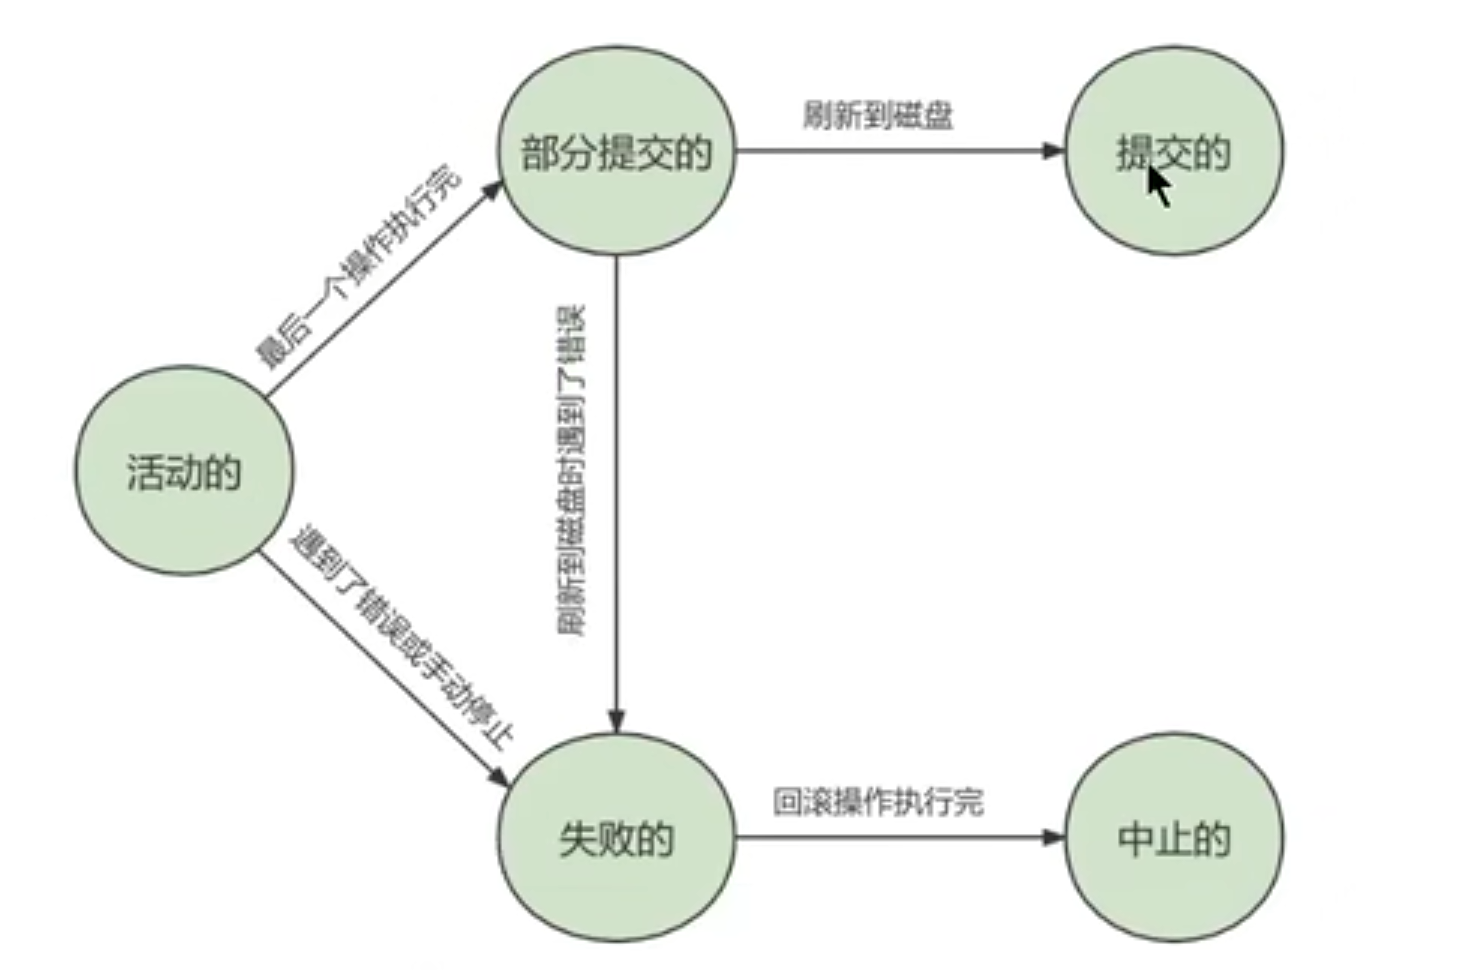 部分提交的
刷新到磁盘
提交的
最后一个操作执行完
刷新到磁盘时遇到了错误
活动的
遇到了错误或手动停止
失败的
回滚操作执行完
中止的